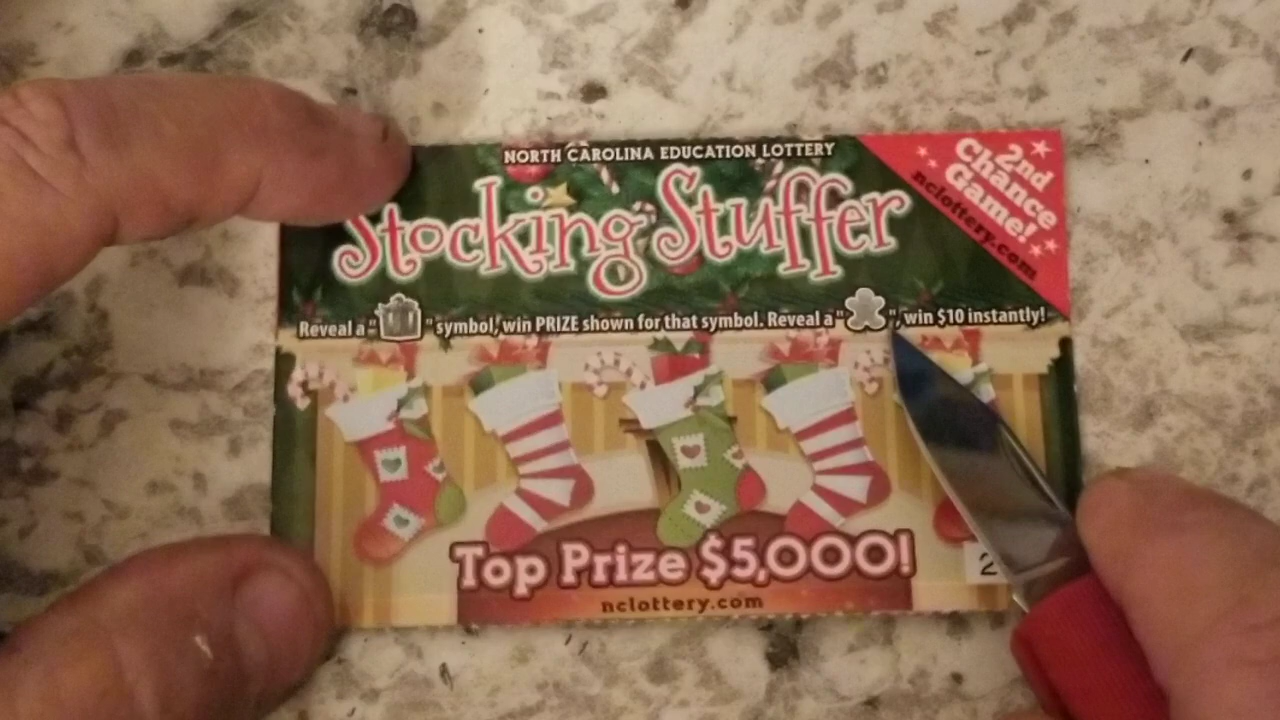 NORTH CAROLINA EDUCATION LOTTERY
Stocking Stuffer
2nd
Chance
Game!
nclottery.com
Reveal a " " symbol, win PRIZE shown for that symbol. Reveal a " ", win $10 instantly!
Top Prize $5,000!
nclottery.com
2